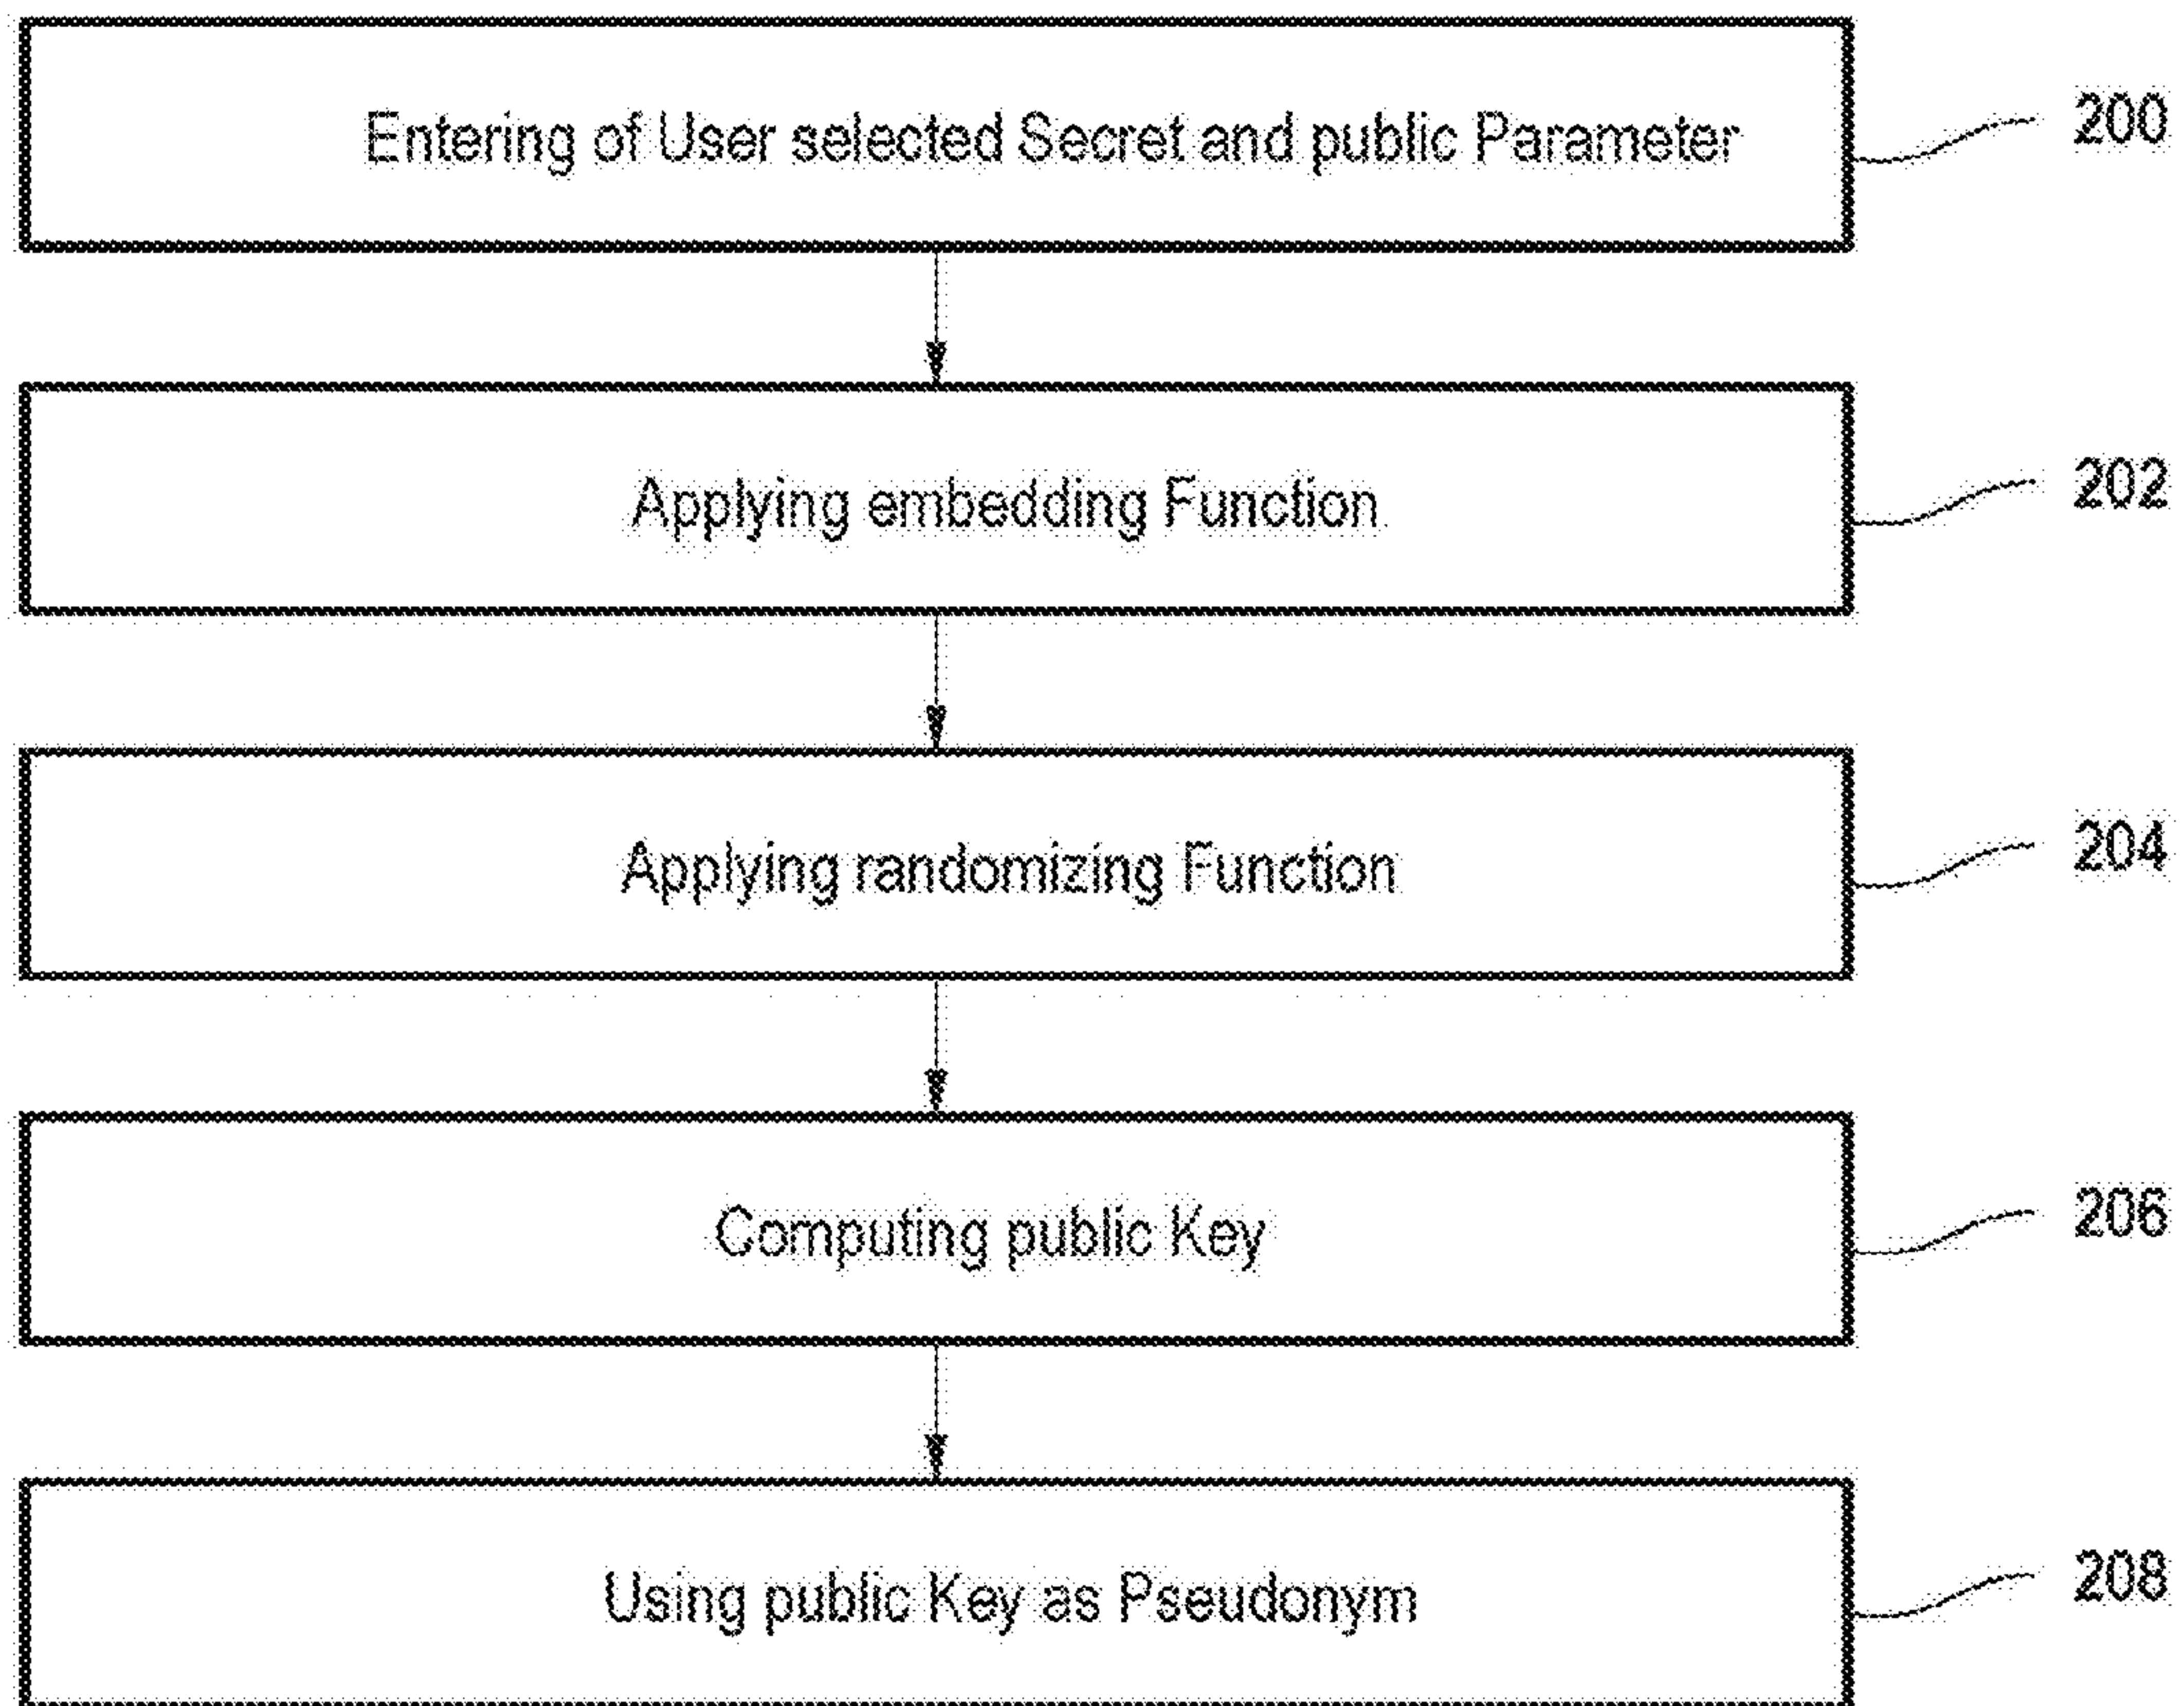 Entering of User selected Secret and public Parameter
200
Applying embedding Function
202
Applying randomizing Function
204
Computing public Key
206
Using public Key as Pseudonym
208